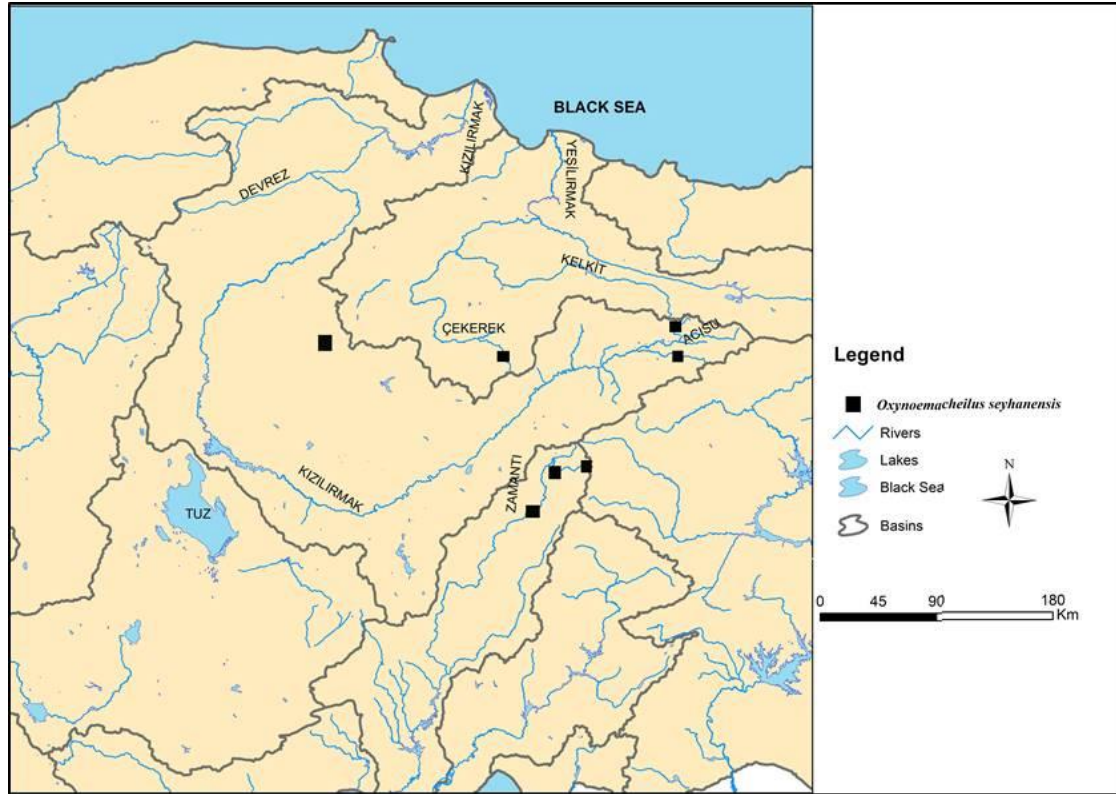 BLACK SEA
KIZILIRMAK
YEŞİLIRMAK
DEVREZ
KELKİT
ÇEKEREK
ACISU
ZAMANTI
KIZILIRMAK
TUZ
Legend
Oxynoemacheilus seyhanensis
Rivers
Lakes
Black Sea
Basins
N
0 45 90 180
Km